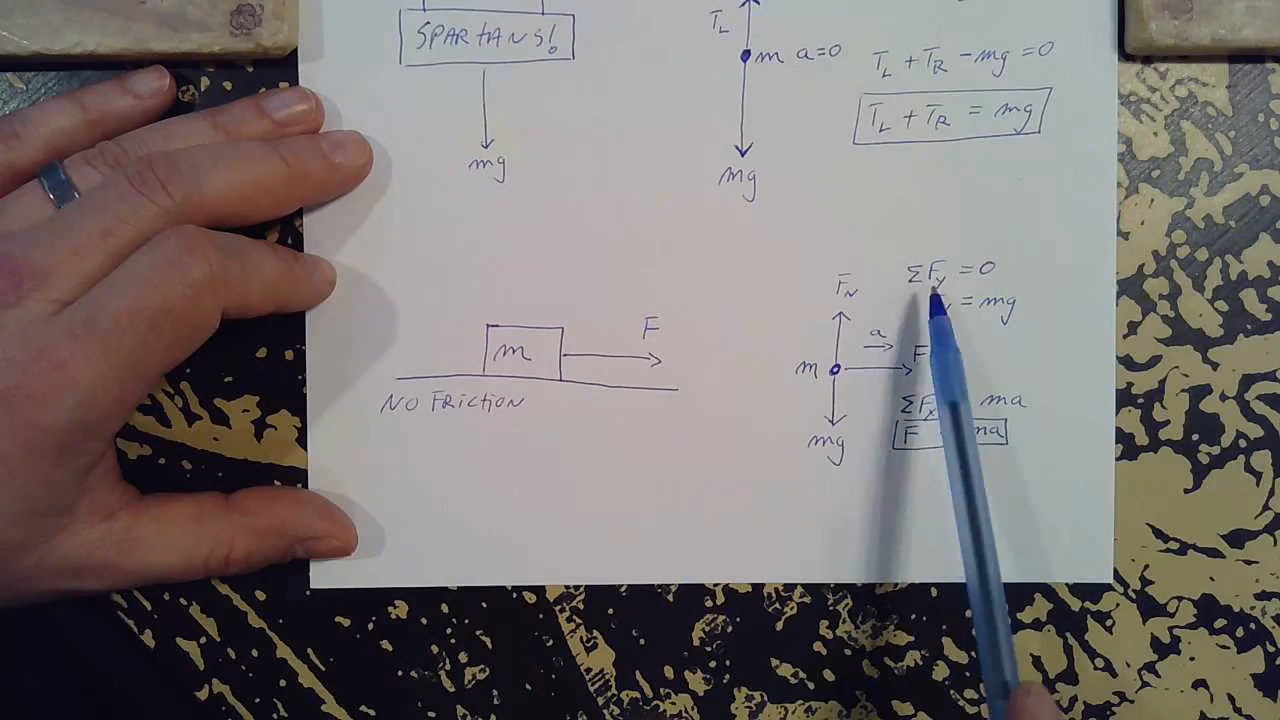 SPARTANS!
mg
T_L
m a=0
mg
T_L + T_R - mg = 0
T_L + T_R = mg
m
F
NO FRICTION
F_N
a
m
F
mg
ΣF_y = 0
= mg
ΣF_x ma
F ma